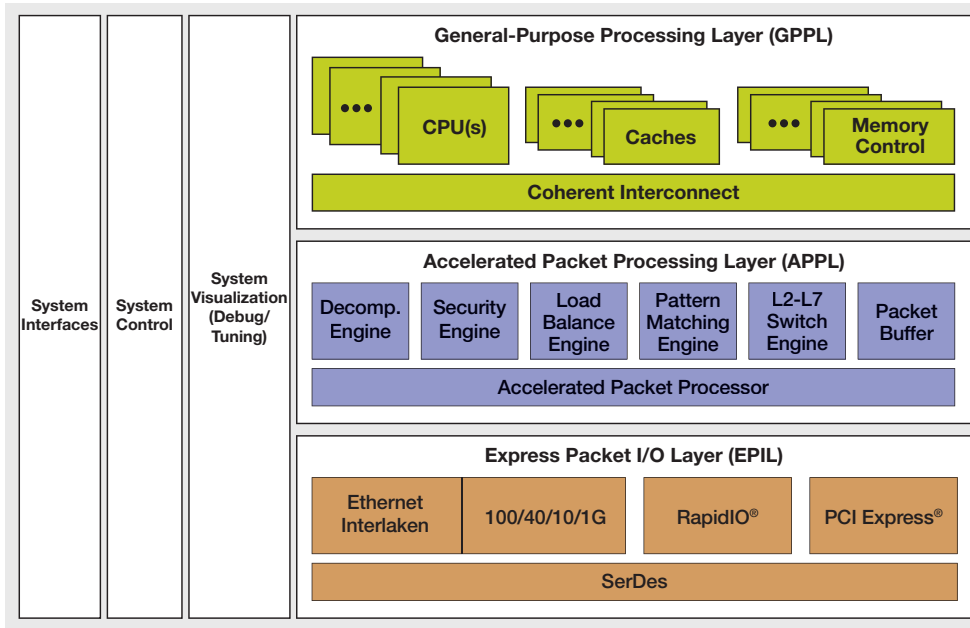 General-Purpose Processing Layer (GPPL)
CPU(s)
Caches
Memory
Control
Coherent Interconnect
System
Interfaces
System
Control
System
Visualization
(Debug/
Tuning)
Accelerated Packet Processing Layer (APPL)
Decomp.
Engine
Security
Engine
Load
Balance
Engine
Pattern
Matching
Engine
L2-L7
Switch
Engine
Packet
Buffer
Accelerated Packet Processor
Express Packet I/O Layer (EPIL)
Ethernet
Interlaken
100/40/10/1G
RapidIO®
PCI Express®
SerDes